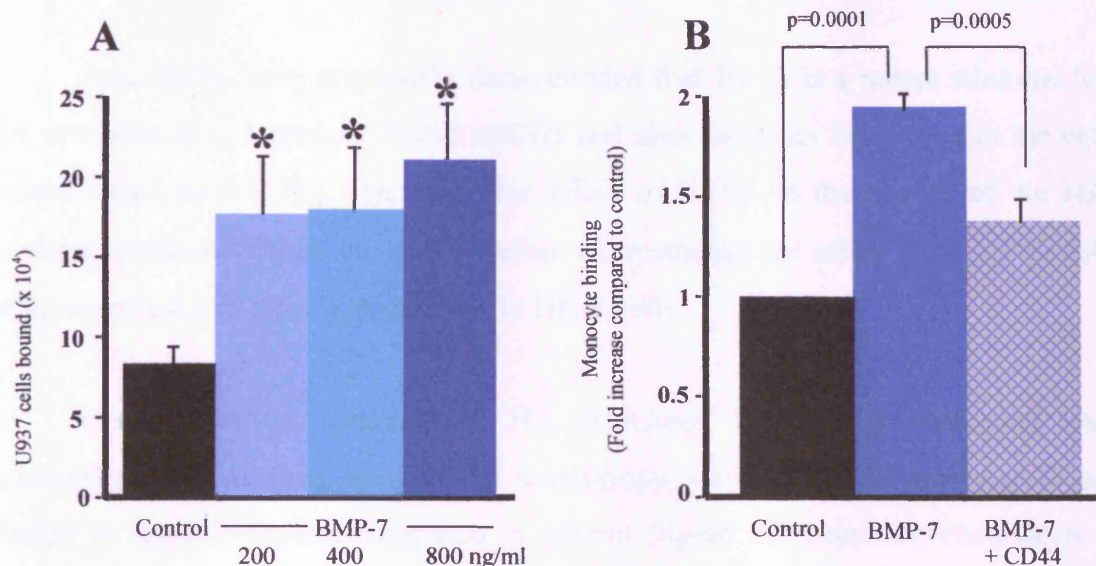 A
25
20
15
10
5
0
U937 cells bound (x 10⁴)
*
*
*
Control
BMP-7
200
400
800 ng/ml
B
p=0.0001
p=0.0005
2
1.5
1
0.5
0
Monocyte binding
(Fold increase compared to control)
Control
BMP-7
BMP-7
+ CD44